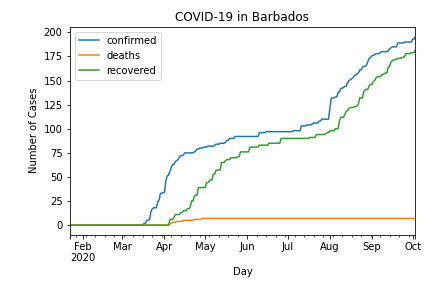 COVID-19 in Barbados
confirmed
deaths
recovered
Number of Cases
200
175
150
125
100
75
50
25
0
Feb
2020
Mar
Apr
May
Jun
Jul
Aug
Sep
Oct
Day